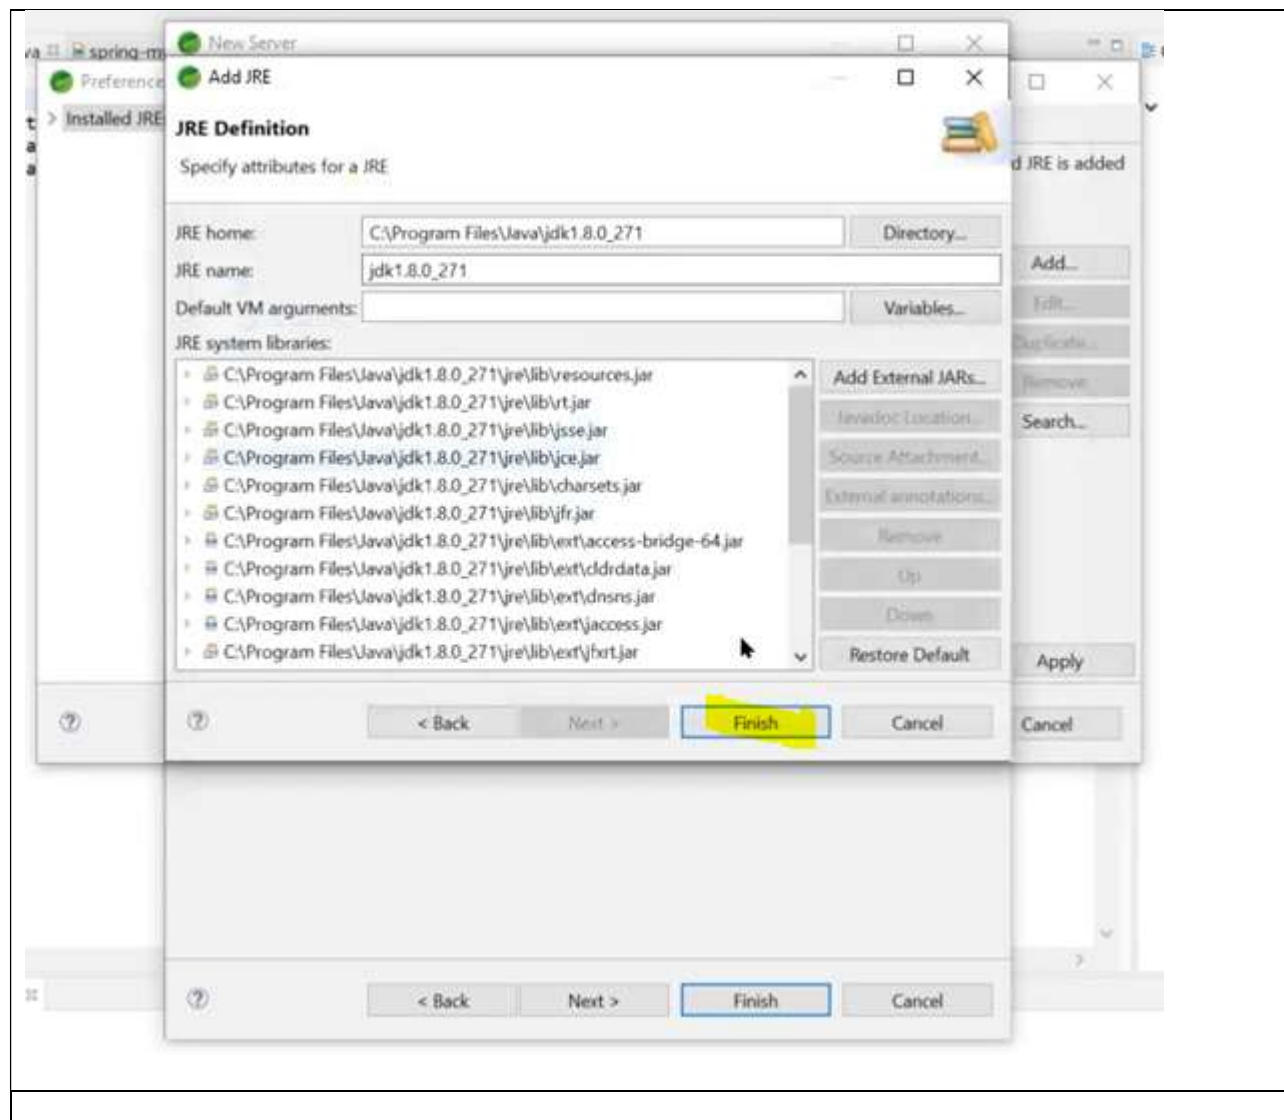 va spring-m New Server
Preference Add JRE
Installed JRE
JRE Definition
Specify attributes for a JRE
d JRE is added
JRE home: C:\Program Files\Java\jdk1.8.0_271 Directory...
JRE name: jdk1.8.0_271 Add...
Default VM arguments: Variables... Edit...
JRE system libraries: Duplicate...
C:\Program Files\Java\jdk1.8.0_271\jre\lib\resources.jar Add External JARs... Remove
C:\Program Files\Java\jdk1.8.0_271\jre\lib\rt.jar Javadoc Location... Search...
C:\Program Files\Java\jdk1.8.0_271\jre\lib\jsse.jar
C:\Program Files\Java\jdk1.8.0_271\jre\lib\jce.jar Source Attachment...
C:\Program Files\Java\jdk1.8.0_271\jre\lib\charsets.jar External annotations...
C:\Program Files\Java\jdk1.8.0_271\jre\lib\jfr.jar
C:\Program Files\Java\jdk1.8.0_271\jre\lib\ext\access-bridge-64.jar Remove
C:\Program Files\Java\jdk1.8.0_271\jre\lib\ext\cldrdata.jar Up
C:\Program Files\Java\jdk1.8.0_271\jre\lib\ext\dnsns.jar
C:\Program Files\Java\jdk1.8.0_271\jre\lib\ext\jaccess.jar Down
C:\Program Files\Java\jdk1.8.0_271\jre\lib\ext\jfxrt.jar Restore Default Apply
< Back Next > Finish Cancel Cancel
< Back Next > Finish Cancel